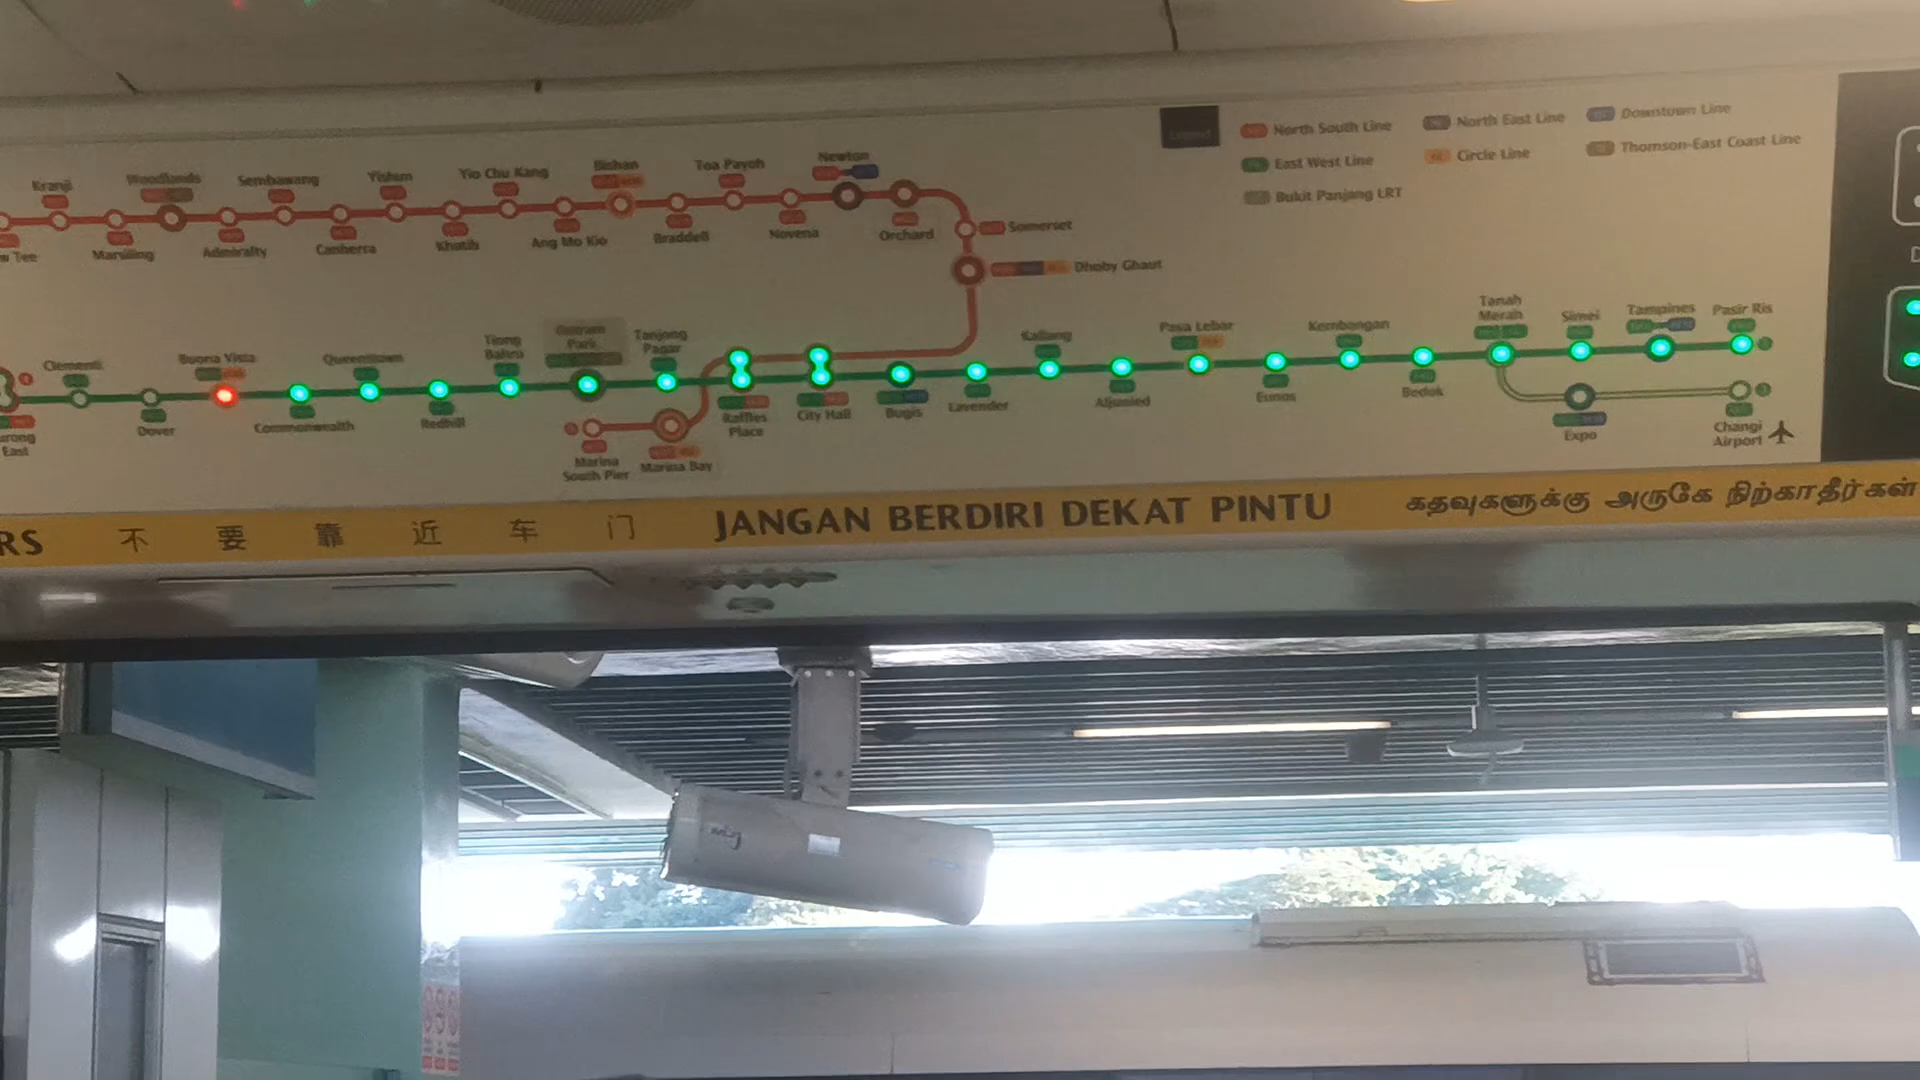 North South Line
North East Line
Downtown Line
East West Line
Circle Line
Thomson-East Coast Line
Bukit Panjang LRT
Kranji
Woodlands
Sembawang
Yishun
Yio Chu Kang
Bishan
Toa Payoh
Newton
Marsiling
Admiralty
Canberra
Khatib
Ang Mo Kio
Braddell
Novena
Orchard
Somerset
Dhoby Ghaut
Clementi
Buona Vista
Queenstown
Tiong
Bahru
Outram
Park
Tanjong
Pagar
Kallang
Paya Lebar
Kembangan
Tanah
Merah
Simei
Tampines
Pasir Ris
East
Dover
Commonwealth
Redhill
Raffles
Place
City Hall
Bugis
Lavender
Aljunied
Eunos
Bedok
Expo
Changi
Airport
Marina
South Pier
Marina Bay
RS 不要靠近车门 JANGAN BERDIRI DEKAT PINTU கதவுகளுக்கு அருகே நிற்காதீர்கள்